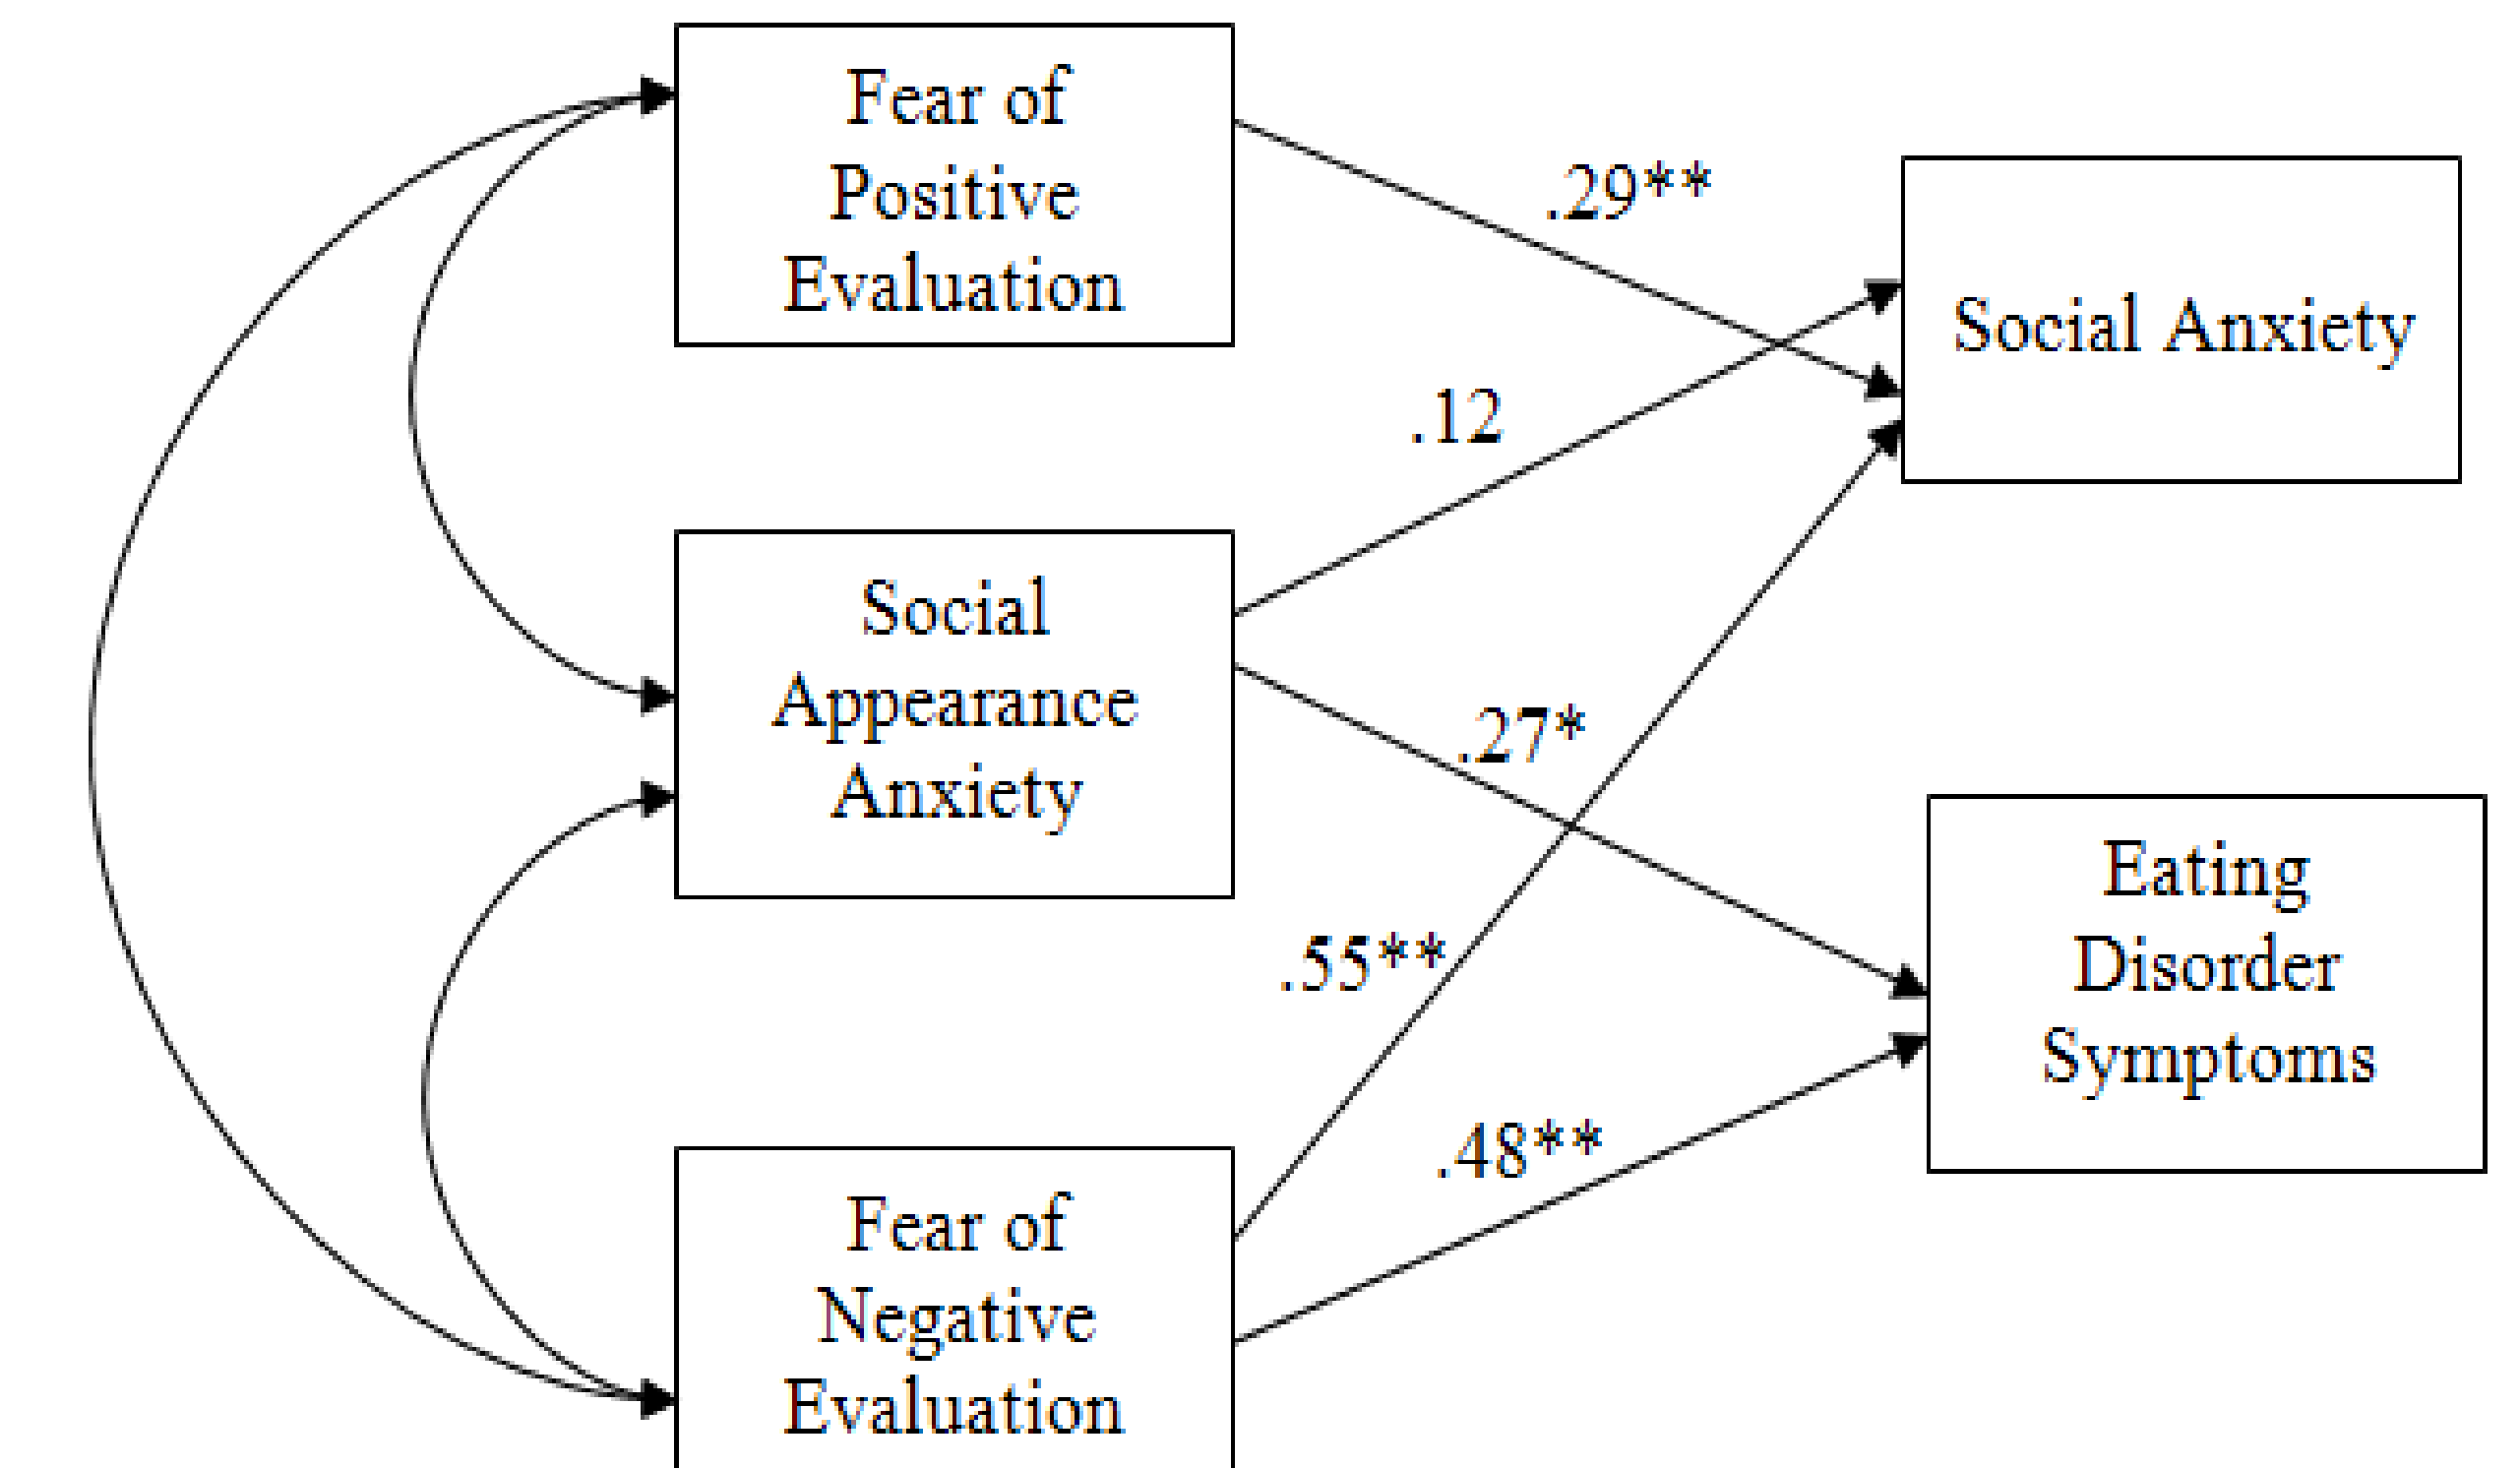 Fear of
Positive
Evaluation
.29**
Social Anxiety
.12
Social
Appearance
Anxiety
.27*
Eating
Disorder
Symptoms
.55**
.48**
Fear of
Negative
Evaluation